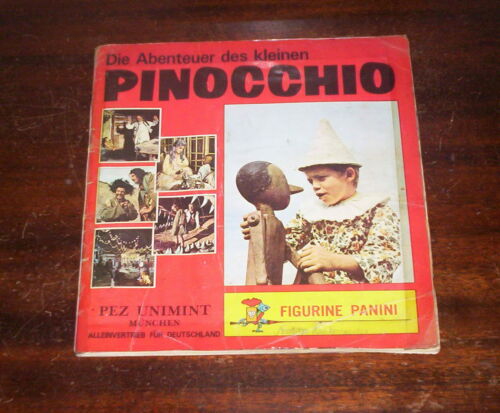 Die Abenteuer des kleinen
PINOCCHIO
PEZ UNIMINT
MÜNCHEN
ALLEINVERTRIEB FÜR DEUTSCHLAND
FIGURINE PANINI